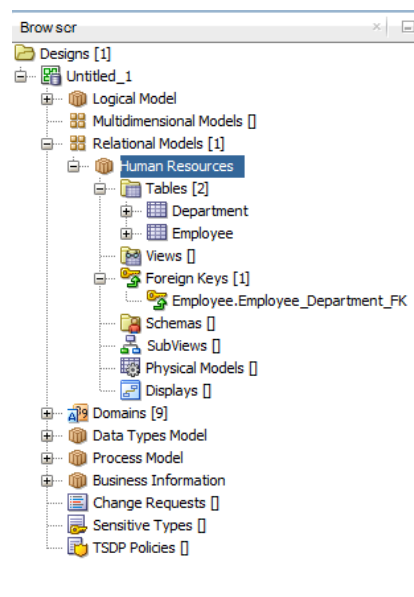 Browser
Designs [1]
Untitled_1
Logical Model
Multidimensional Models []
Relational Models [1]
Human Resources
Tables [2]
Department
Employee
Views []
Foreign Keys [1]
Employee.Employee_Department_FK
Schemas []
SubViews []
Physical Models []
Displays []
Domains [9]
Data Types Model
Process Model
Business Information
Change Requests []
Sensitive Types []
TSDP Policies []